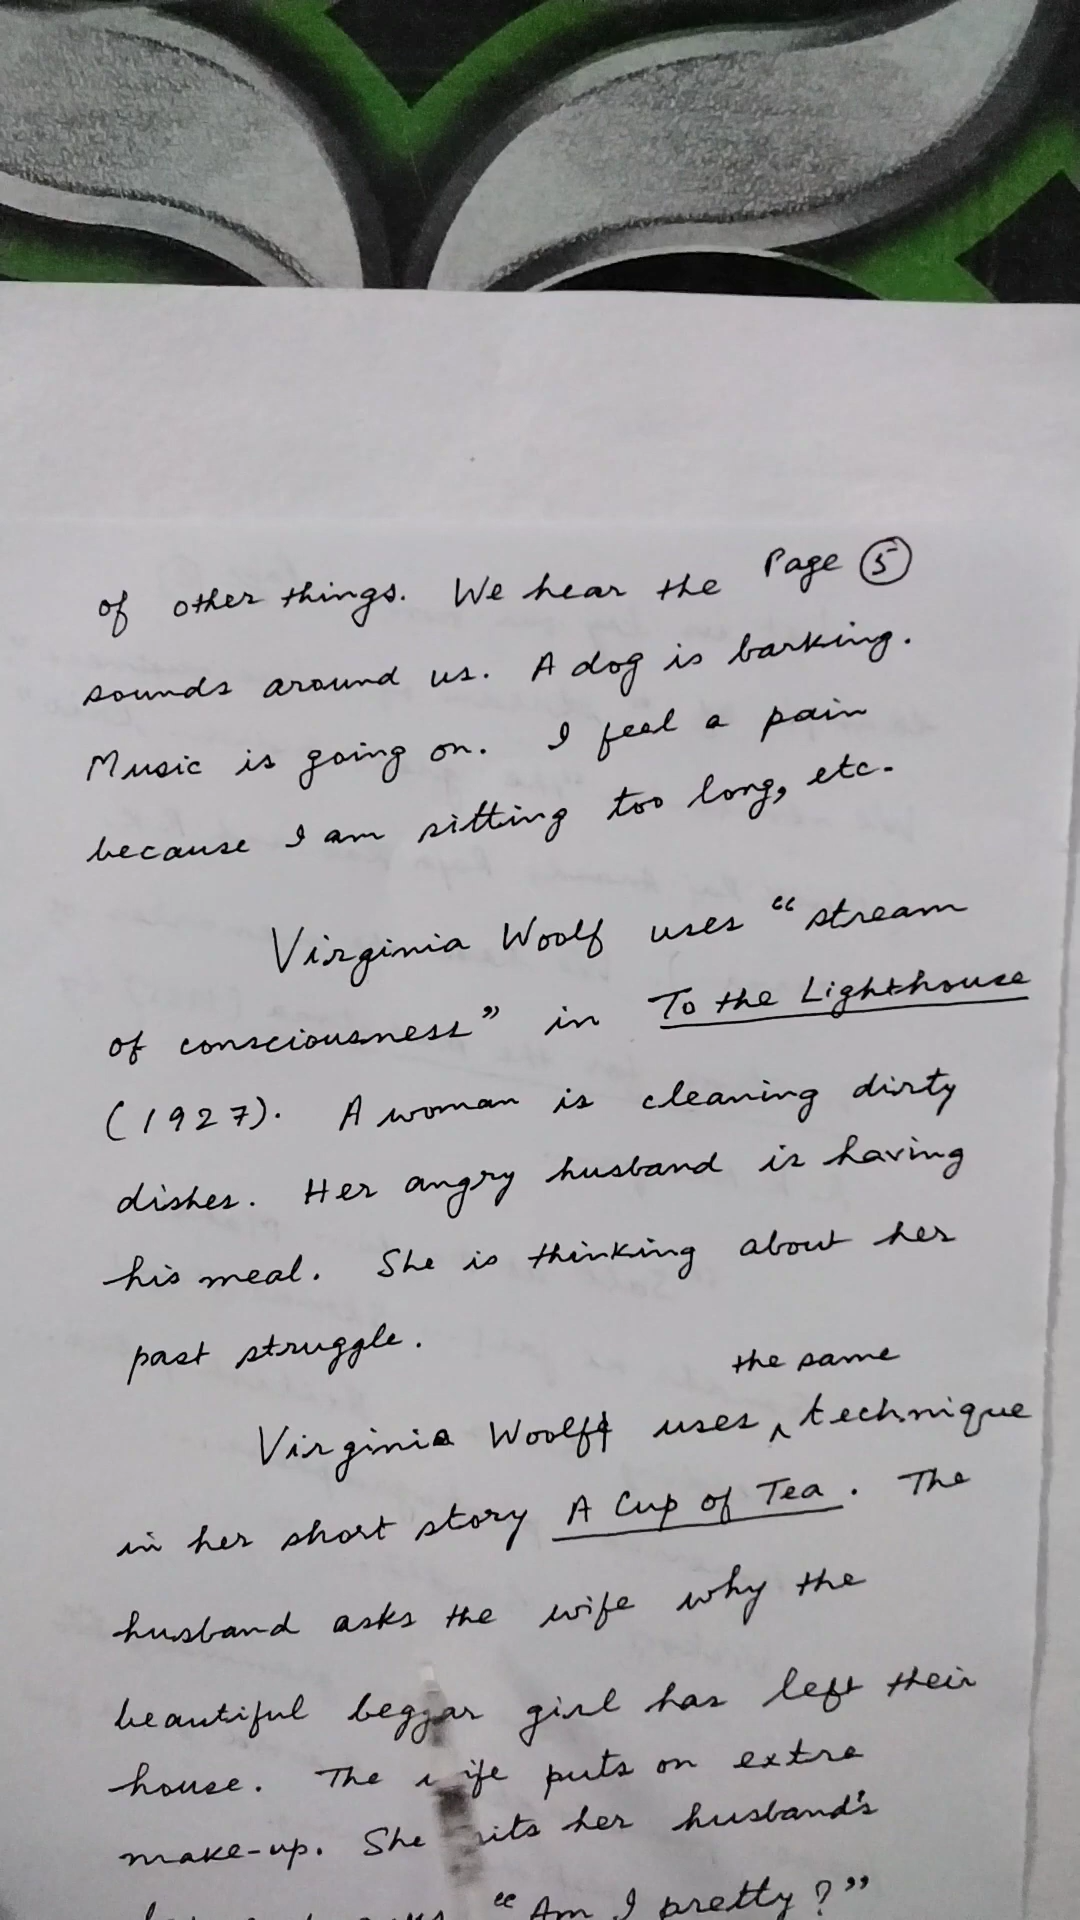 Page 5
of other things. We hear the
sounds around us. A dog is barking.
Music is going on. I feel a pain
because I am sitting too long, etc.
Virginia Woolf uses "stream
of consciousness" in To the Lighthouse
(1927). A woman is cleaning dirty
dishes. Her angry husband is having
his meal. She is thinking about her
past struggle.
the same
Virginia Woolf uses ^ technique
in her short story A Cup of Tea. The
husband asks the wife why the
beautiful beggar girl has left their
house. The wife puts on extra
make-up. She her husband's
"Am I pretty?"